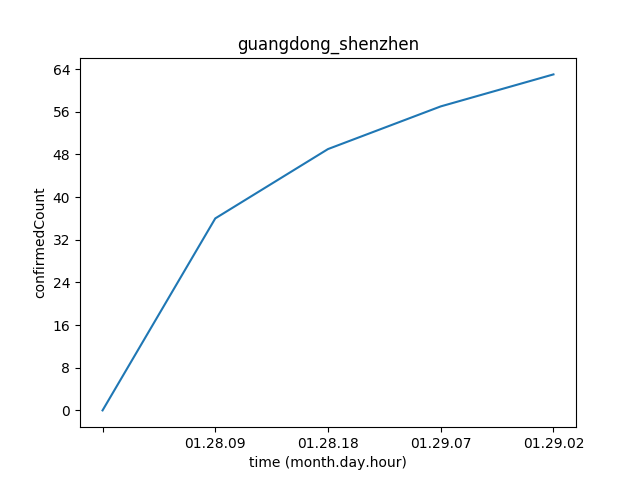 guangdong_shenzhen
64
56
48
40
32
24
16
8
0
confirmedCount
01.28.09 01.28.18 01.29.07 01.29.02
time (month.day.hour)